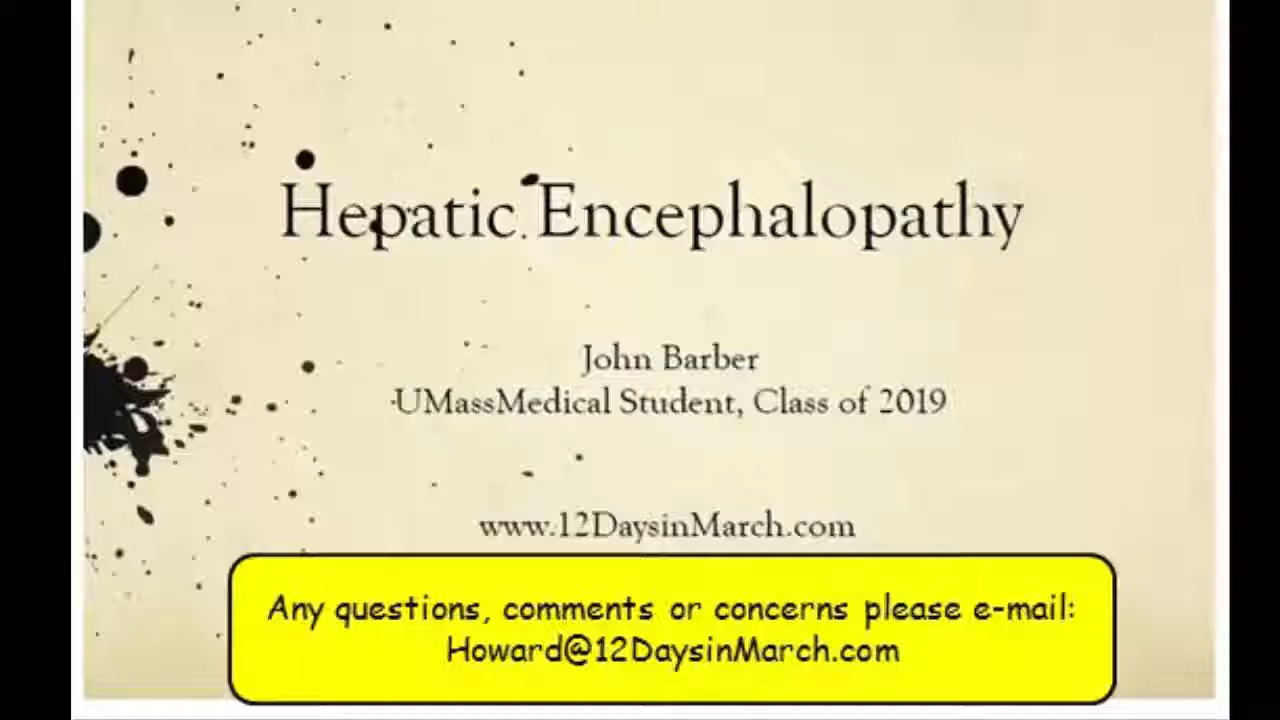 Hepatic Encephalopathy
John Barber
UMassMedical Student, Class of 2019
www.12DaysinMarch.com
Any questions, comments or concerns please e-mail:
Howard@12DaysinMarch.com